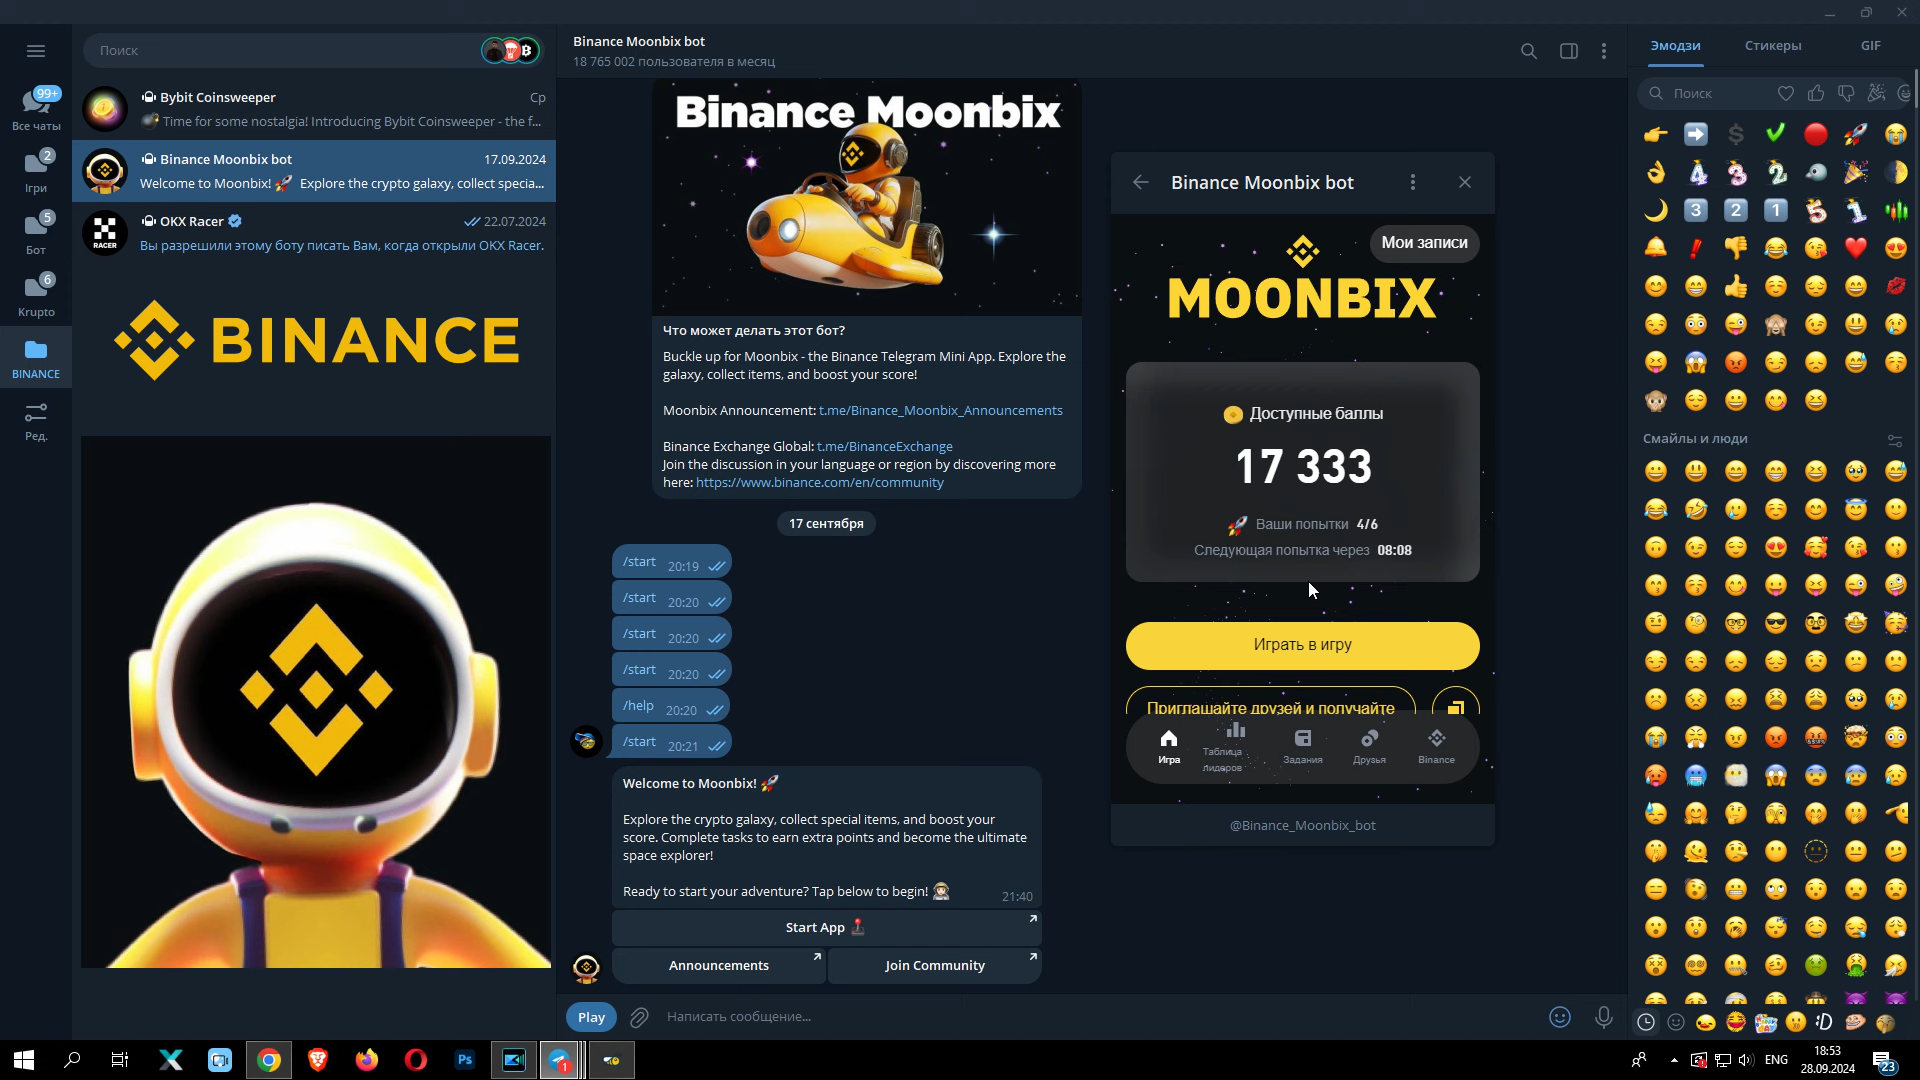 Поиск
99+
Все чаты
2
Ігри
5
Бот
6
Krupto
BINANCE
Ред.
Bybit Coinsweeper
Ср
Time for some nostalgia! Introducing Bybit Coinsweeper - the f...
Binance Moonbix bot
17.09.2024
Welcome to Moonbix! Explore the crypto galaxy, collect specia...
RACER
OKX Racer
22.07.2024
Вы разрешили этому боту писать Вам, когда открыли OKX Racer.
BINANCE
Binance Moonbix bot
18 765 002 пользователя в месяц
Binance Moonbix
Что может делать этот бот?
Buckle up for Moonbix - the Binance Telegram Mini App. Explore the
galaxy, collect items, and boost your score!
Moonbix Announcement: t.me/Binance_Moonbix_Announcements
Binance Exchange Global: t.me/BinanceExchange
Join the discussion in your language or region by discovering more
here: https://www.binance.com/en/community
17 сентября
/start 20:19
/start 20:20
/start 20:20
/start 20:20
/help 20:20
/start 20:21
Welcome to Moonbix!
Explore the crypto galaxy, collect special items, and boost your
score. Complete tasks to earn extra points and become the ultimate
space explorer!
Ready to start your adventure? Tap below to begin!
21:40
Start App
Announcements
Join Community
Play
Написать сообщение...
Binance Moonbix bot
Мои записи
MOONBIX
Доступные баллы
17 333
Ваши попытки 4/6
Следующая попытка через 08:08
Играть в игру
Приглашайте друзей и получайте
Игра
Таблица
лидеров
Задания
Друзья
Binance
@Binance_Moonbix_bot
Эмодзи
Стикеры
GIF
Поиск
Смайлы и люди
Ps
1
ENG
18:53
28.09.2024
23